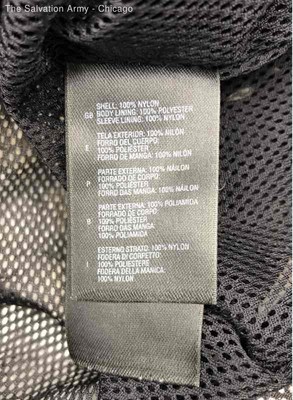 The Salvation Army - Chicago
SHELL: 100% NYLON
GB BODY LINING: 100% POLYESTER
SLEEVE LINING: 100% NYLON
TELA EXTERIOR: 100% NILÓN
FORRO DEL CUERPO:
E 100% POLIÉSTER
FORRO DE MANGA: 100% NILÓN
PARTE EXTERNA: 100% NÁILON
FORRADO DE CORPO:
P 100% POLIÉSTER
FORRO DAS MANGA: 100% NÁILON
PARTE EXTERNA: 100% POLIAMIDA
FORRADO DE CORPO:
100% POLIÉSTER
FORRO DAS MANGA:
100% POLIAMIDA
ESTERNO STRATO: 100% NYLON
FODERA DI CORPETTO:
I 100% POLIESTERE
FODERA DELLA MANICA:
100% NYLON